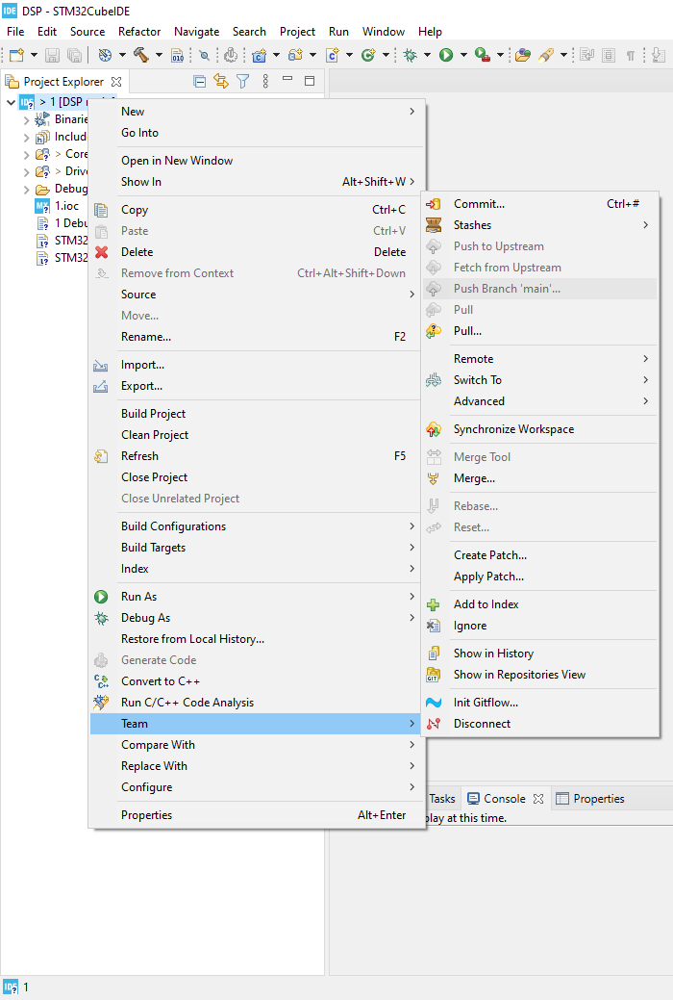 IDE DSP - STM32CubeIDE
File Edit Source Refactor Navigate Search Project Run Window Help
010
Project Explorer
> 1 [DSP
Binarie
Includ
> Core
> Drive
Debug
MX 1.ioc
1 Debu
STM32
STM32
New
Go Into
Open in New Window
Show In Alt+Shift+W
Copy Ctrl+C
Paste Ctrl+V
Delete Delete
Remove from Context Ctrl+Alt+Shift+Down
Source
Move...
Rename... F2
Import...
Export...
Build Project
Clean Project
Refresh F5
Close Project
Close Unrelated Project
Build Configurations
Build Targets
Index
Run As
Debug As
Restore from Local History...
Generate Code
Convert to C++
Run C/C++ Code Analysis
Team
Compare With
Replace With
Configure
Properties Alt+Enter
Commit... Ctrl+#
Stashes
Push to Upstream
Fetch from Upstream
Push Branch 'main'...
Pull
Pull...
Remote
Switch To
Advanced
Synchronize Workspace
Merge Tool
Merge...
Rebase...
Reset...
Create Patch...
Apply Patch...
Add to Index
Ignore
Show in History
GIT Show in Repositories View
Init Gitflow...
Disconnect
Tasks Console Properties
play at this time.
IDE 1